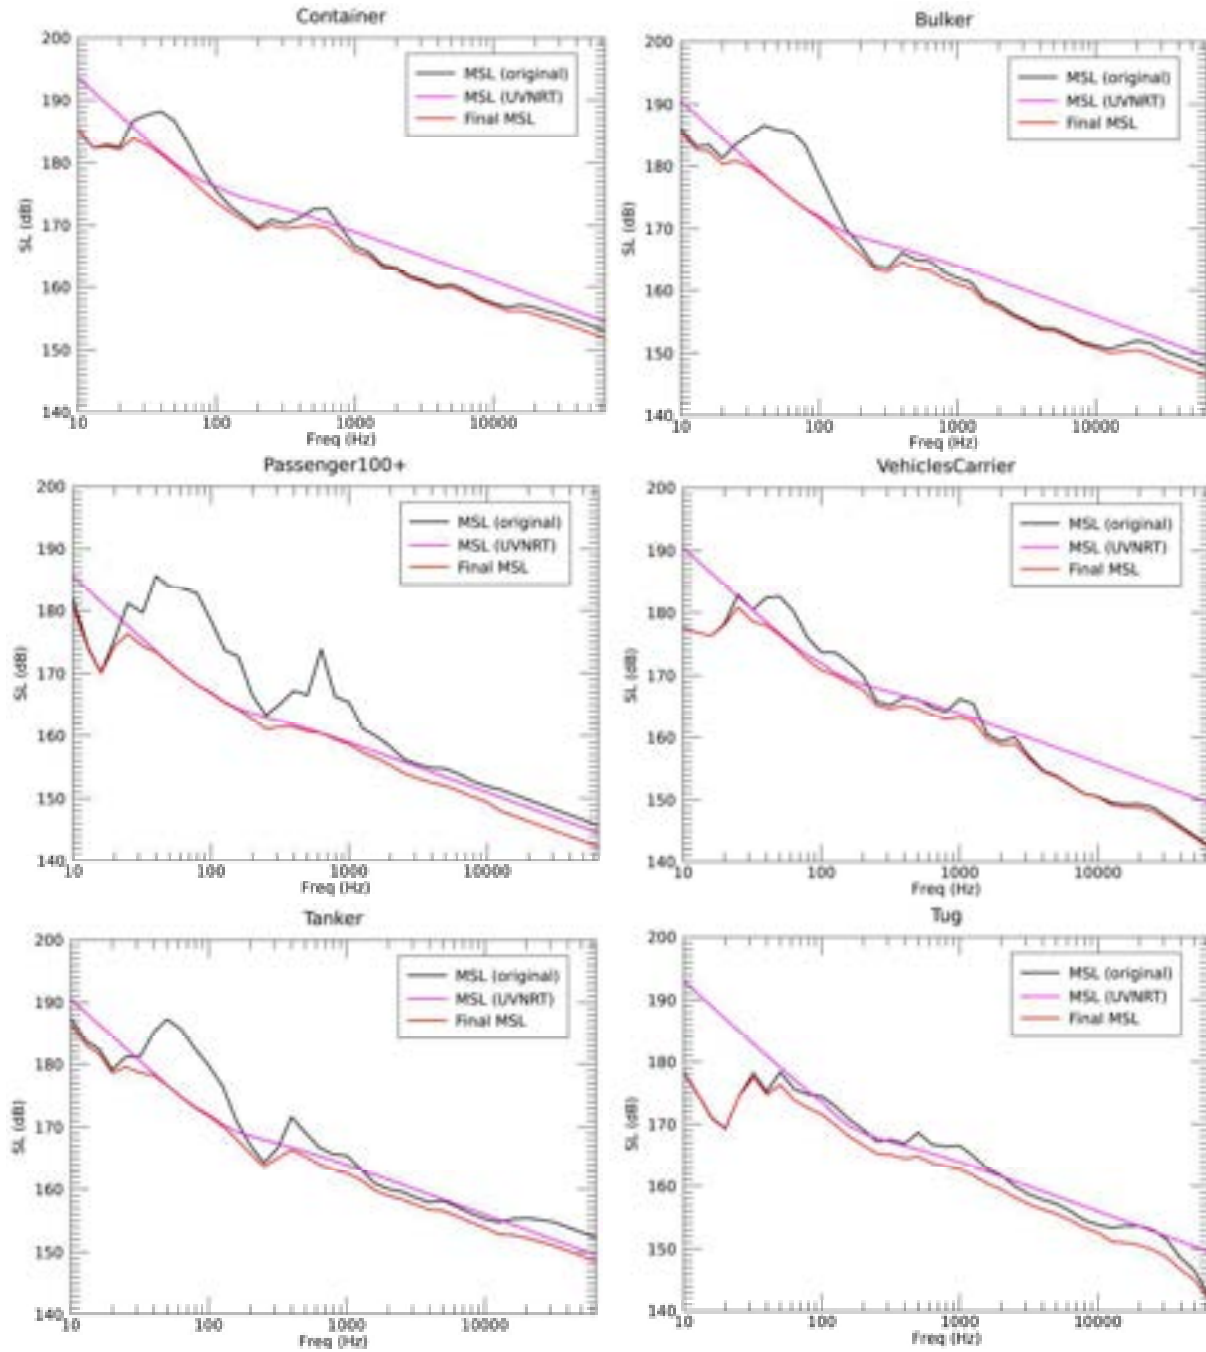 Container
200
190
180
170
160
150
140
SL (dB)
MSL (original)
MSL (UVNRT)
Final MSL
10
100
1000
10000
Freq (Hz)
Bulker
200
190
180
170
160
150
140
SL (dB)
MSL (original)
MSL (UVNRT)
Final MSL
10
100
1000
10000
Freq (Hz)
Passenger100+
200
190
180
170
160
150
140
SL (dB)
MSL (original)
MSL (UVNRT)
Final MSL
10
100
1000
10000
Freq (Hz)
VehiclesCarrier
200
190
180
170
160
150
140
SL (dB)
MSL (original)
MSL (UVNRT)
Final MSL
10
100
1000
10000
Freq (Hz)
Tanker
200
190
180
170
160
150
140
SL (dB)
MSL (original)
MSL (UVNRT)
Final MSL
10
100
1000
10000
Freq (Hz)
Tug
200
190
180
170
160
150
140
SL (dB)
MSL (original)
MSL (UVNRT)
Final MSL
10
100
1000
10000
Freq (Hz)